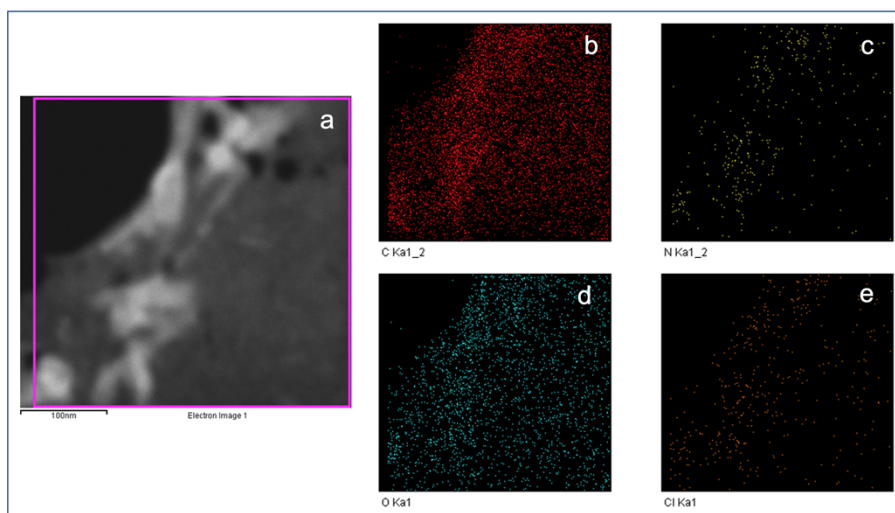 a
b
c
C Ka1_2
N Ka1_2
d
e
100nm
Electron Image 1
O Ka1
Cl Ka1